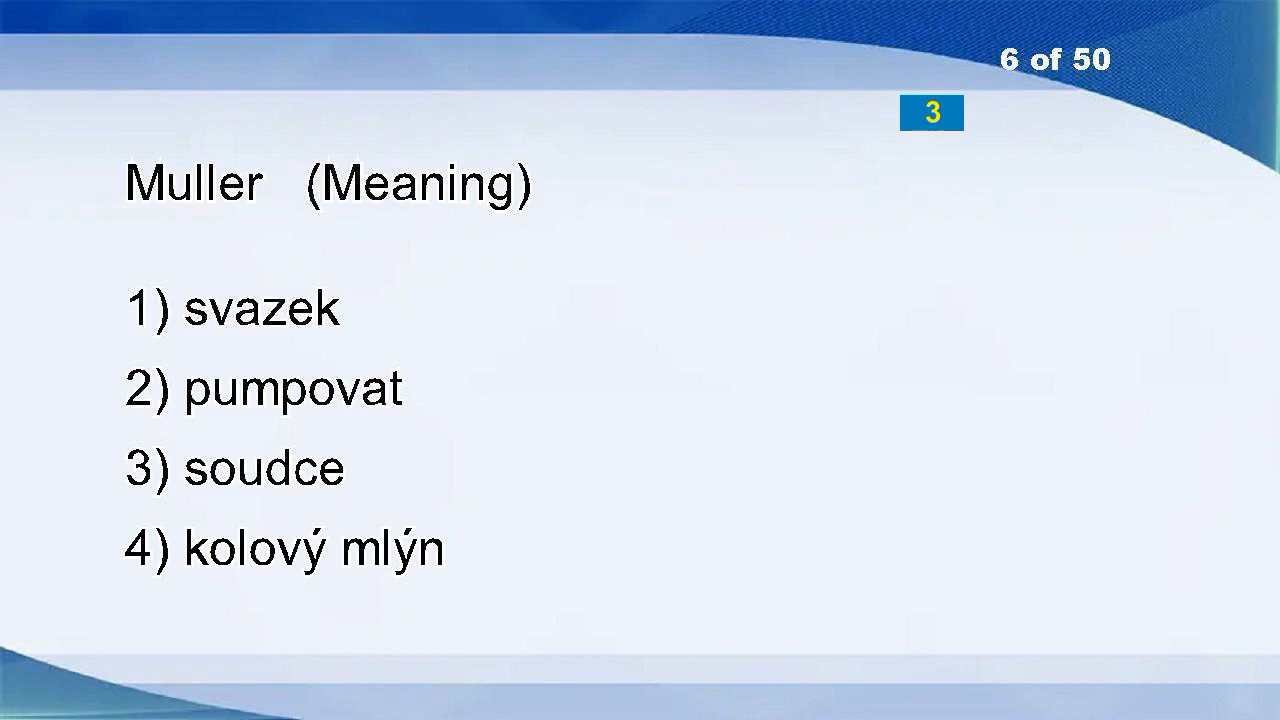 6 of 50
3
Muller (Meaning)
1) svazek
2) pumpovat
3) soudce
4) kolový mlýn